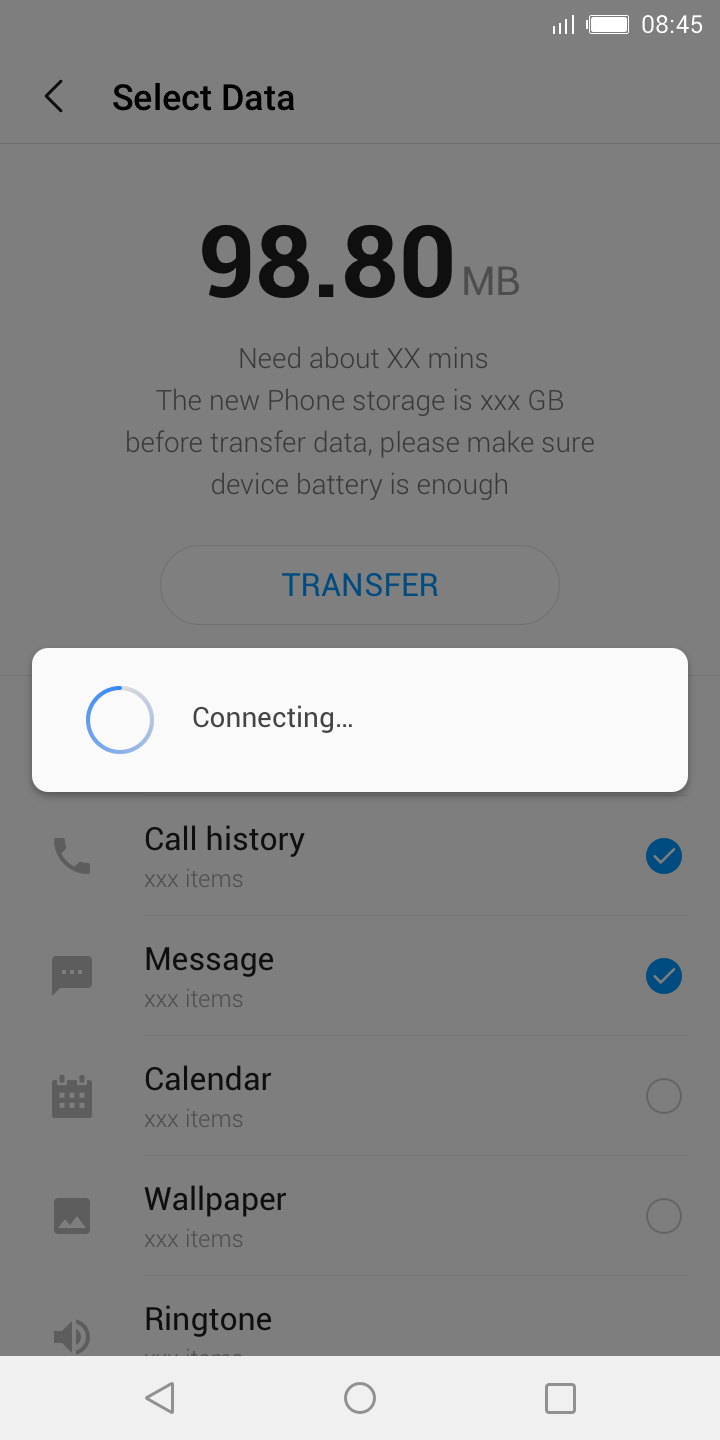 08:45
Select Data
98.80 MB
Need about XX mins
The new Phone storage is xxx GB
before transfer data, please make sure
device battery is enough
TRANSFER
Connecting...
Call history
xxx items
Message
xxx items
Calendar
xxx items
Wallpaper
xxx items
Ringtone
xxx items